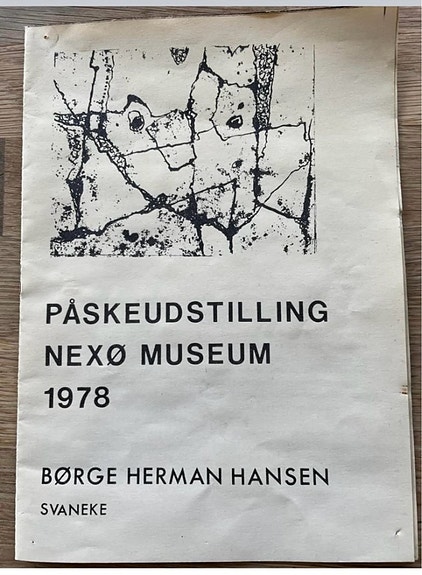 PÅSKEUDSTILLING
NEXØ MUSEUM
1978
BØRGE HERMAN HANSEN
SVANEKE